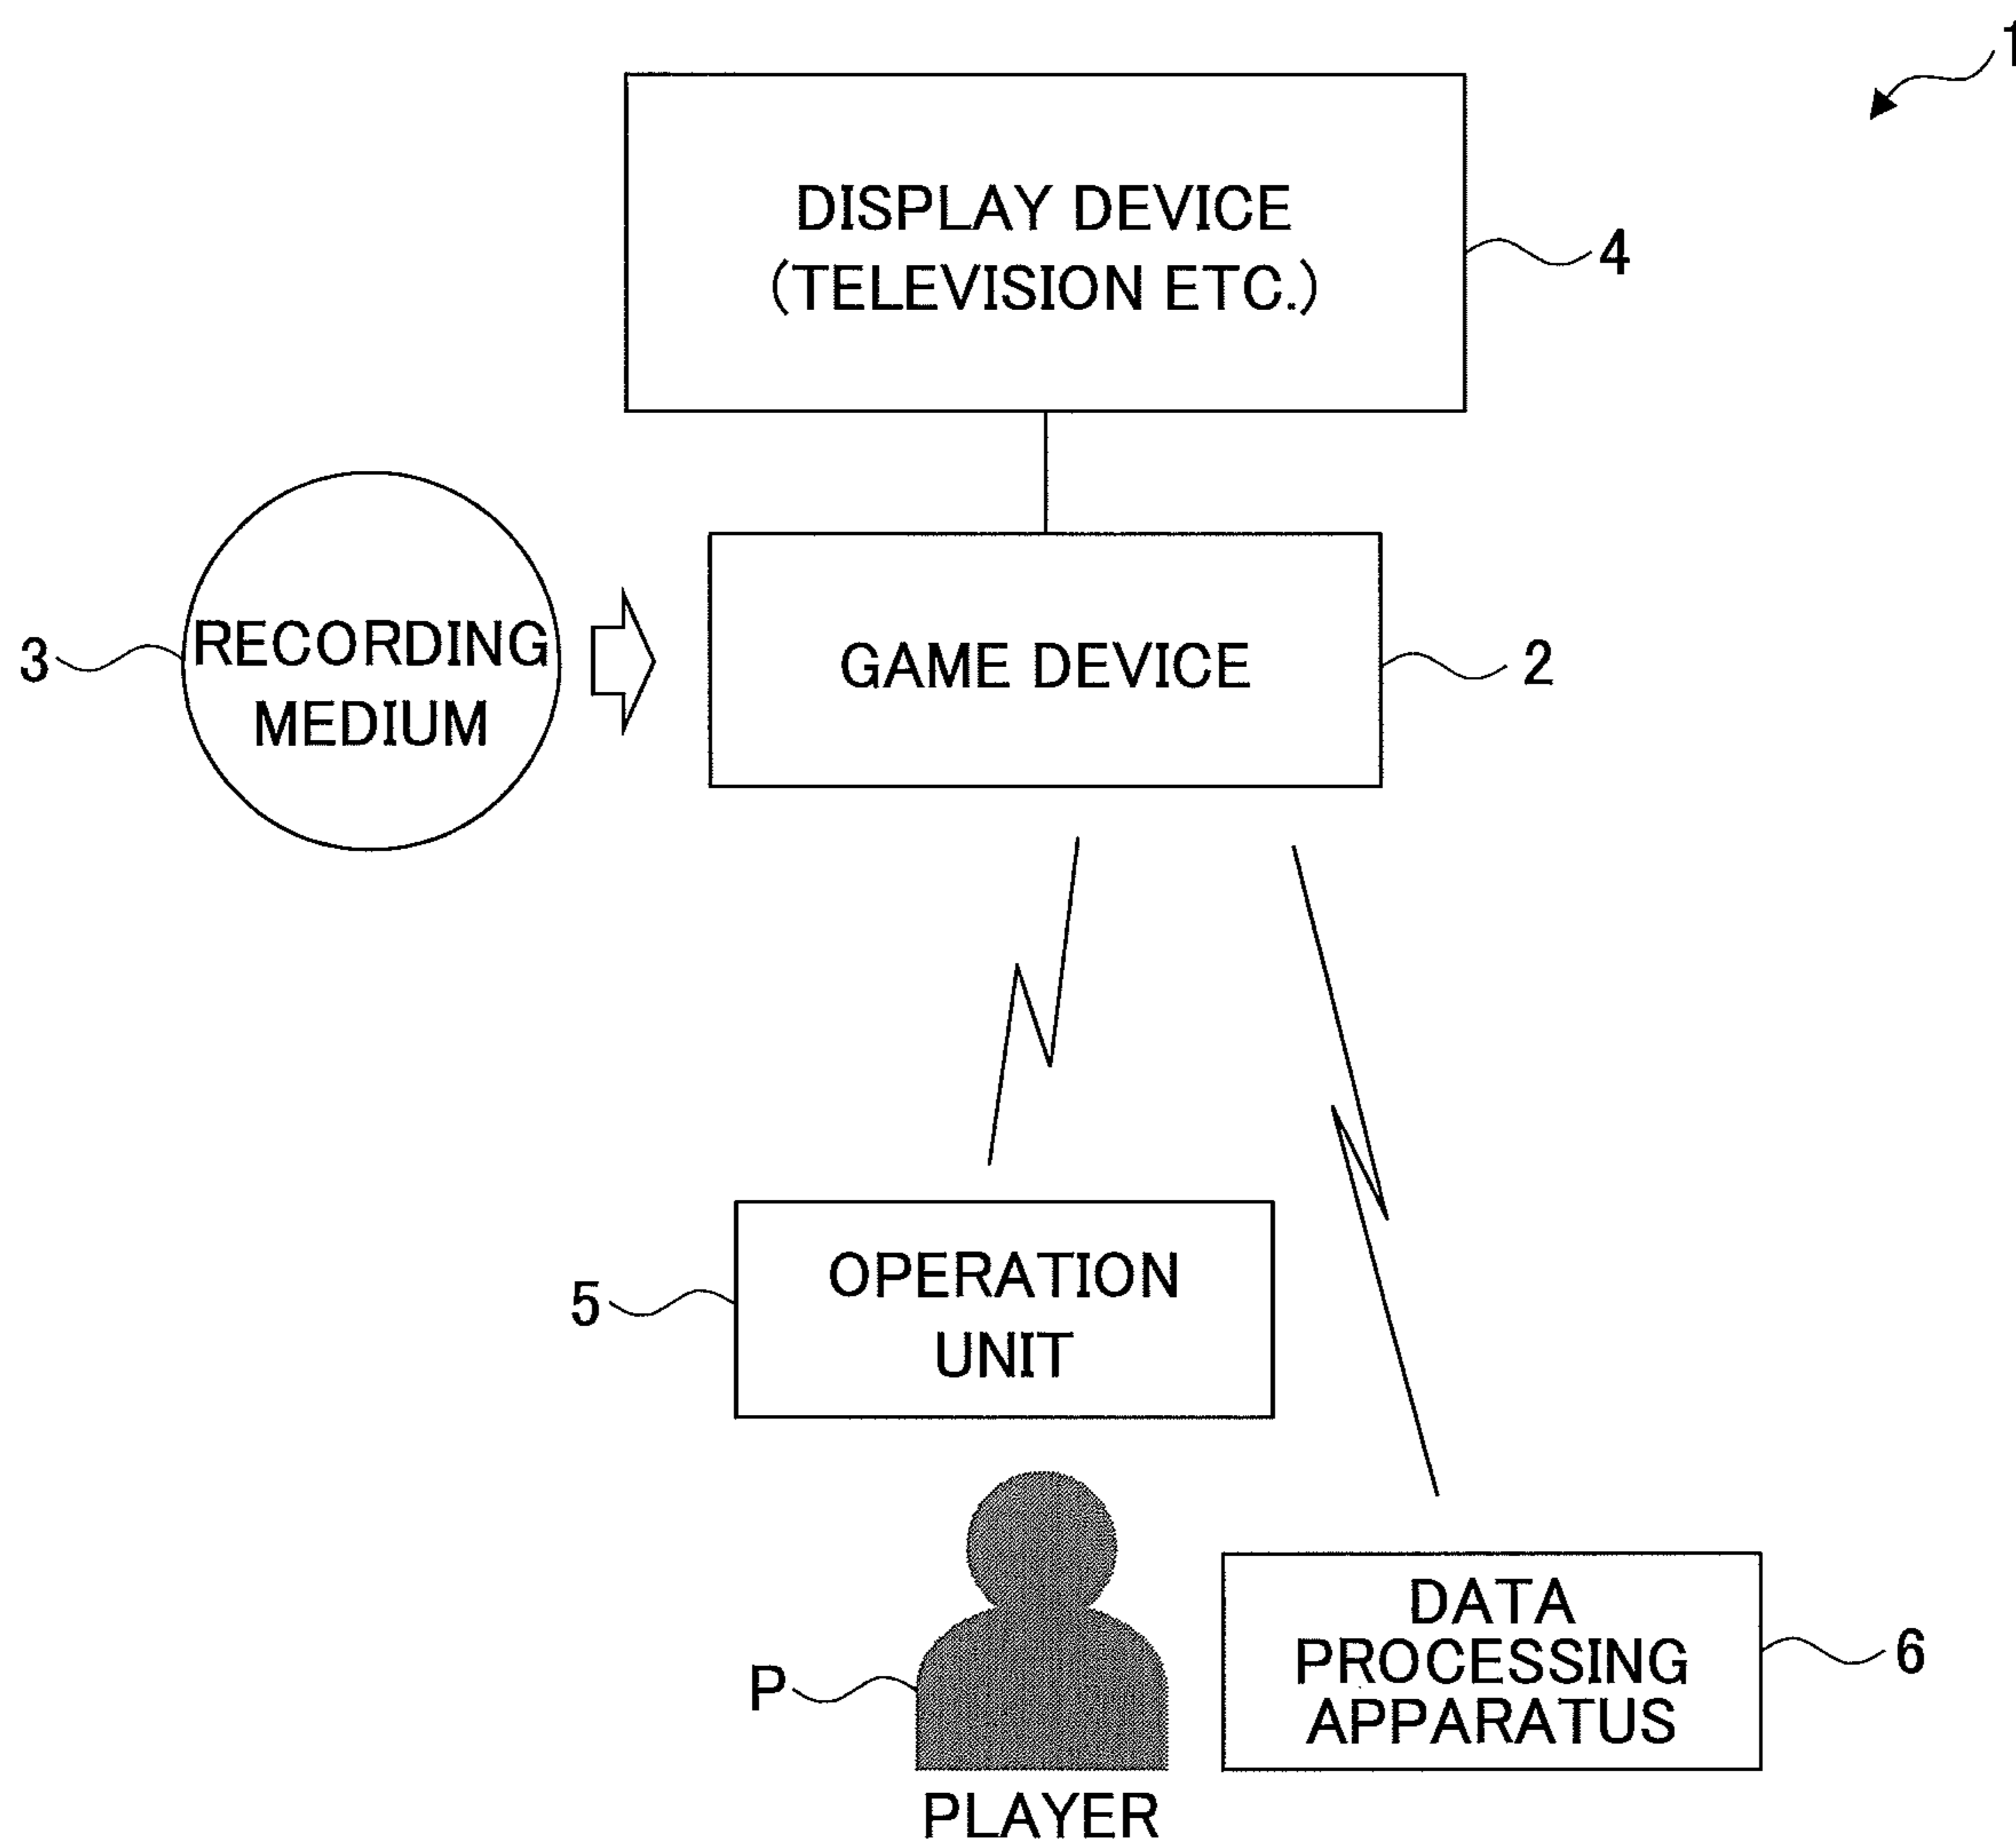 1
DISPLAY DEVICE
(TELEVISION ETC.)
4
3
RECORDING
MEDIUM
GAME DEVICE
2
5
OPERATION
UNIT
P
PLAYER
DATA
PROCESSING
APPARATUS
6